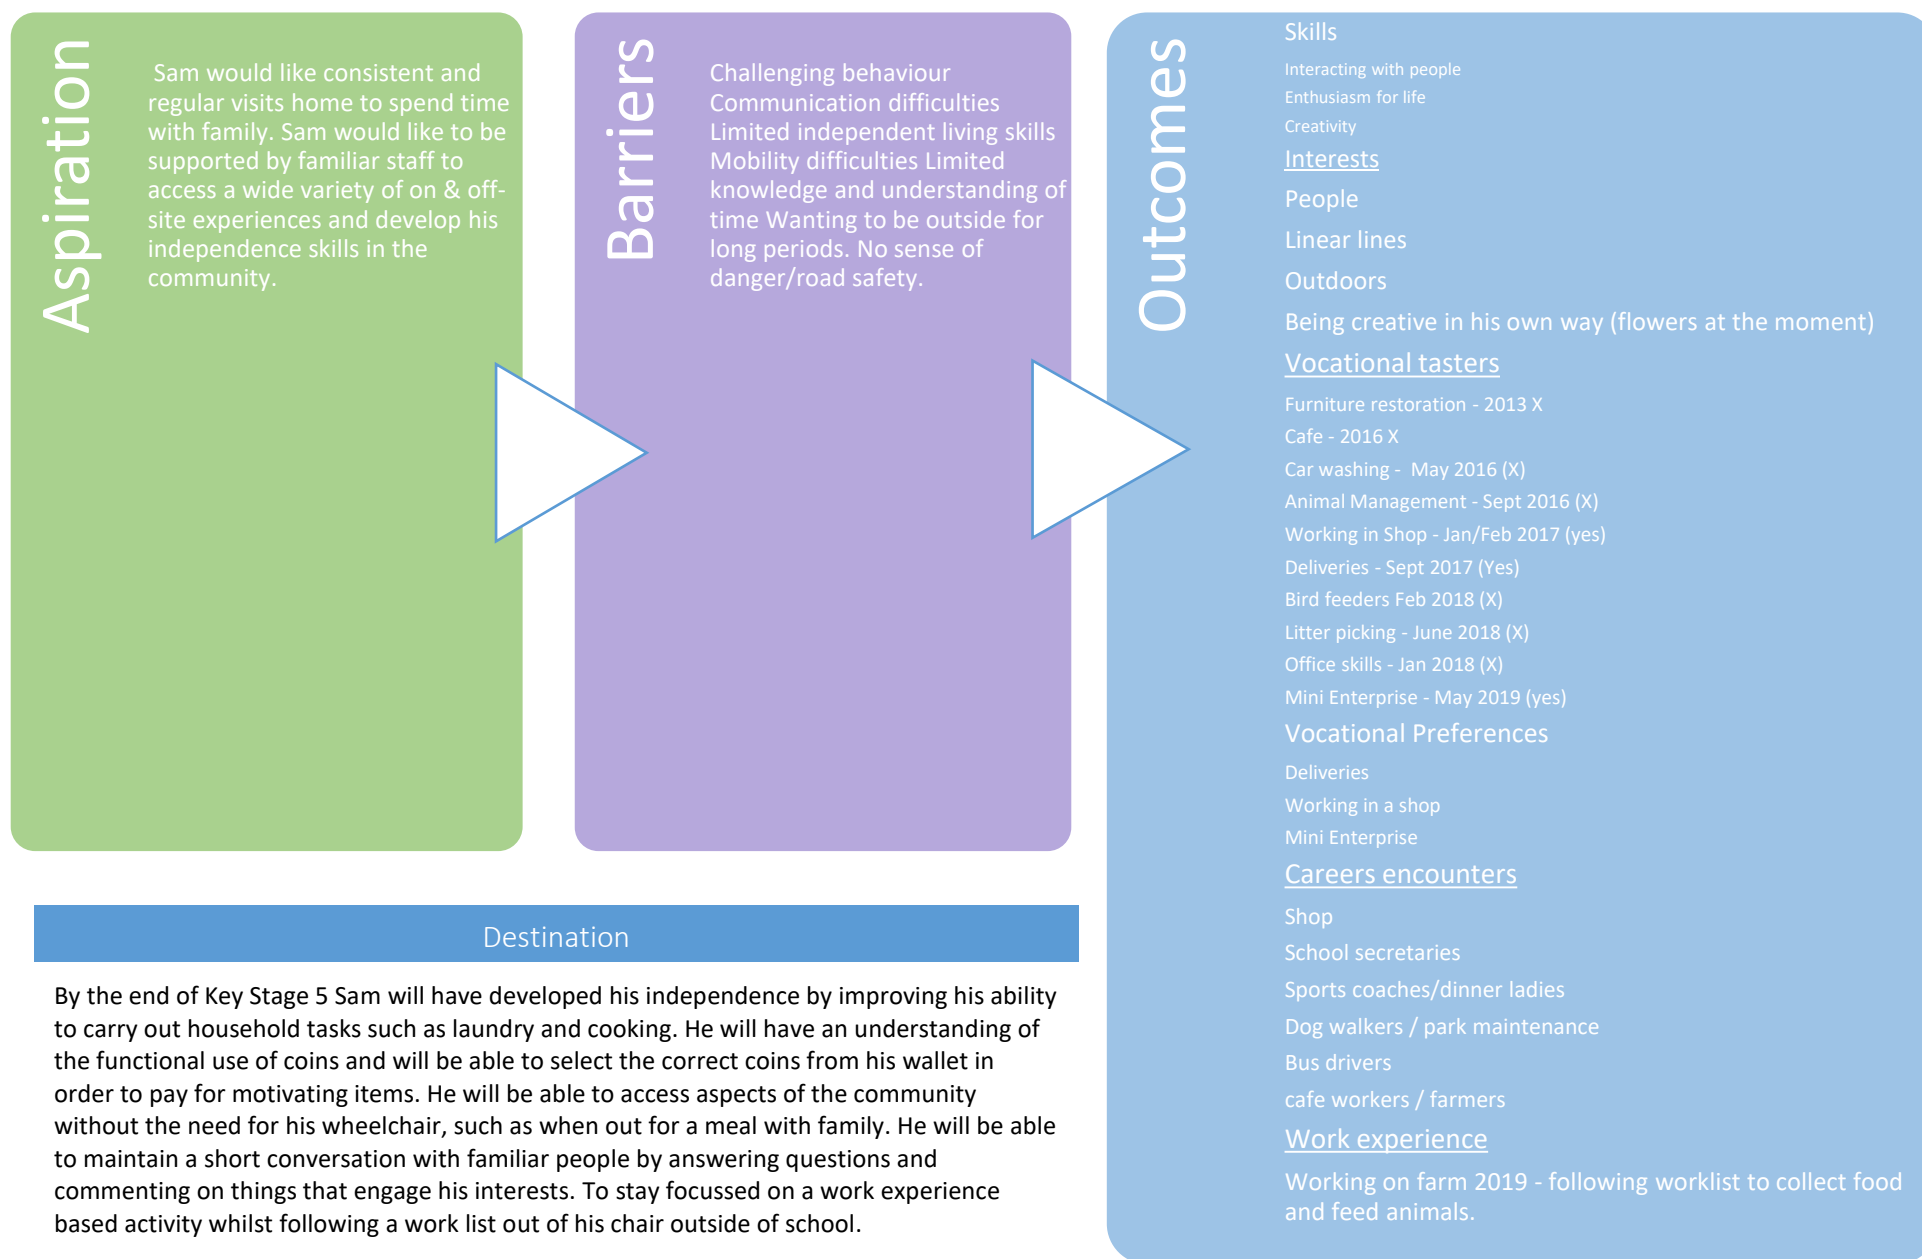 Aspiration
Sam would like consistent and
regular visits home to spend time
with family. Sam would like to be
supported by familiar staff to
access a wide variety of on & off-
site experiences and develop his
independence skills in the
community.
Barriers
Challenging behaviour
Communication difficulties
Limited independent living skills
Mobility difficulties Limited
knowledge and understanding of
time Wanting to be outside for
long periods. No sense of
danger/road safety.
Outcomes
Skills
Interacting with people
Enthusiasm for life
Creativity
Interests
People
Linear lines
Outdoors
Being creative in his own way (flowers at the moment)
Vocational tasters
Furniture restoration - 2013 X
Cafe - 2016 X
Car washing -  May 2016 (X)
Animal Management - Sept 2016 (X)
Working in Shop - Jan/Feb 2017 (yes)
Deliveries - Sept 2017 (Yes)
Bird feeders Feb 2018 (X)
Litter picking - June 2018 (X)
Office skills - Jan 2018 (X)
Mini Enterprise - May 2019 (yes)
Vocational Preferences
Deliveries
Working in a shop
Mini Enterprise
Careers encounters
Shop
School secretaries
Sports coaches/dinner ladies
Dog walkers / park maintenance
Bus drivers
cafe workers / farmers
Work experience
Working on farm 2019 - following worklist to collect food
and feed animals.
Destination
By the end of Key Stage 5 Sam will have developed his independence by improving his ability
to carry out household tasks such as laundry and cooking. He will have an understanding of
the functional use of coins and will be able to select the correct coins from his wallet in
order to pay for motivating items. He will be able to access aspects of the community
without the need for his wheelchair, such as when out for a meal with family. He will be able
to maintain a short conversation with familiar people by answering questions and
commenting on things that engage his interests. To stay focussed on a work experience
based activity whilst following a work list out of his chair outside of school.